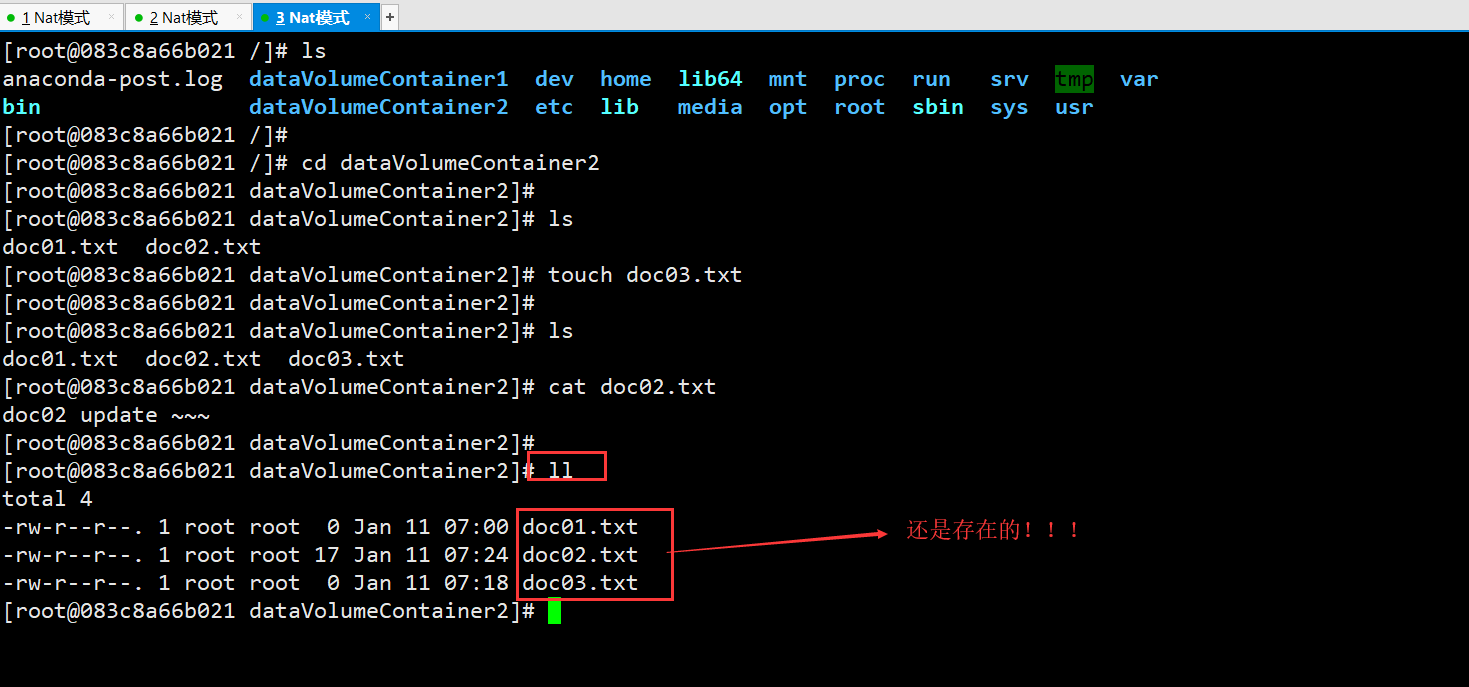 1 Nat模式 × 2 Nat模式 × 3 Nat模式 × +
[root@083c8a66b021 /]# ls
anaconda-post.log  dataVolumeContainer1  dev  home  lib64  mnt  proc  run  srv  tmp  var
bin  dataVolumeContainer2  etc  lib  media  opt  root  sbin  sys  usr
[root@083c8a66b021 /]#
[root@083c8a66b021 /]# cd dataVolumeContainer2
[root@083c8a66b021 dataVolumeContainer2]#
[root@083c8a66b021 dataVolumeContainer2]# ls
doc01.txt  doc02.txt
[root@083c8a66b021 dataVolumeContainer2]# touch doc03.txt
[root@083c8a66b021 dataVolumeContainer2]#
[root@083c8a66b021 dataVolumeContainer2]# ls
doc01.txt  doc02.txt  doc03.txt
[root@083c8a66b021 dataVolumeContainer2]# cat doc02.txt
doc02 update ~~~
[root@083c8a66b021 dataVolumeContainer2]#
[root@083c8a66b021 dataVolumeContainer2]# ll
total 4
-rw-r--r--. 1 root root  0 Jan 11 07:00 doc01.txt 还是存在的！！！
-rw-r--r--. 1 root root 17 Jan 11 07:24 doc02.txt
-rw-r--r--. 1 root root  0 Jan 11 07:18 doc03.txt
[root@083c8a66b021 dataVolumeContainer2]#